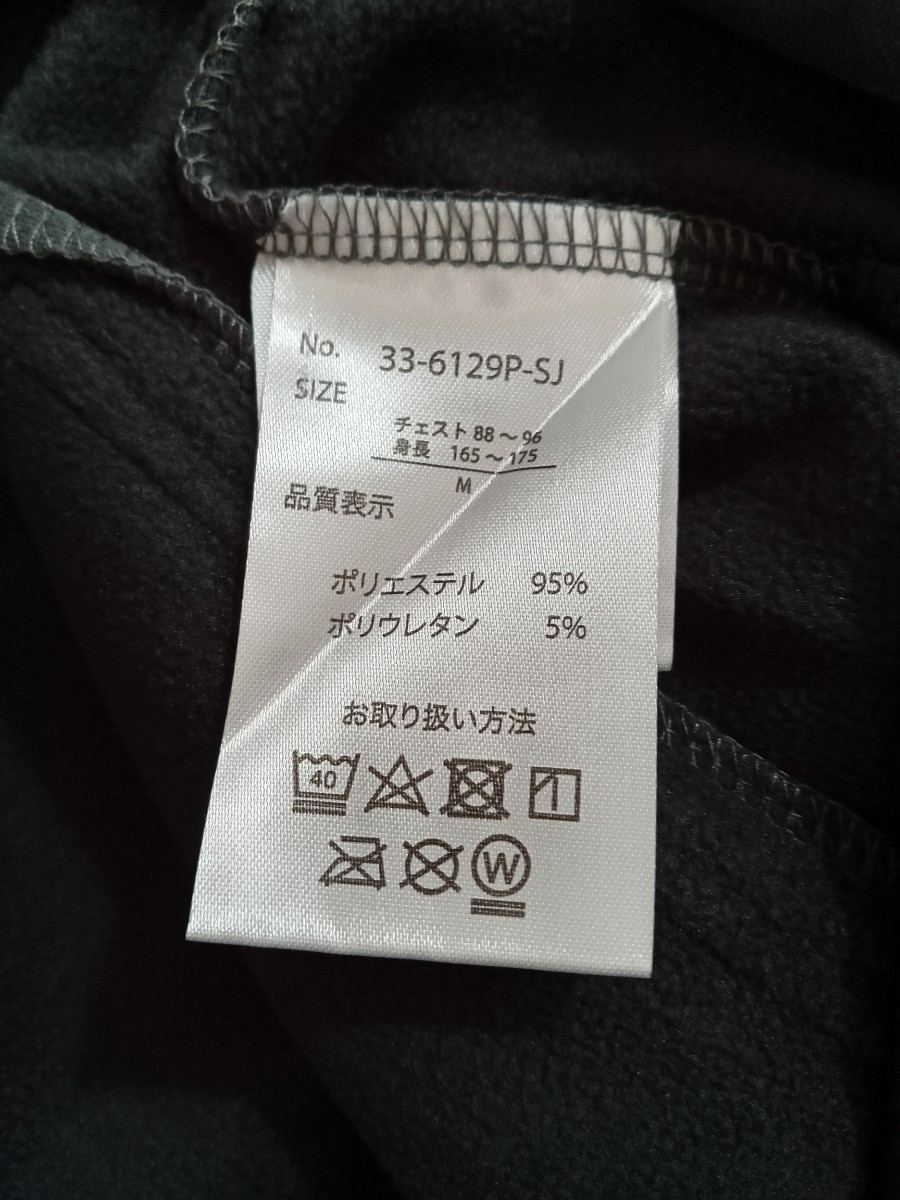 No. 33-6129P-SJ
SIZE
チェスト 88～96
身長 165～175
M
品質表示
ポリエステル 95%
ポリウレタン 5%
お取り扱い方法
40
W